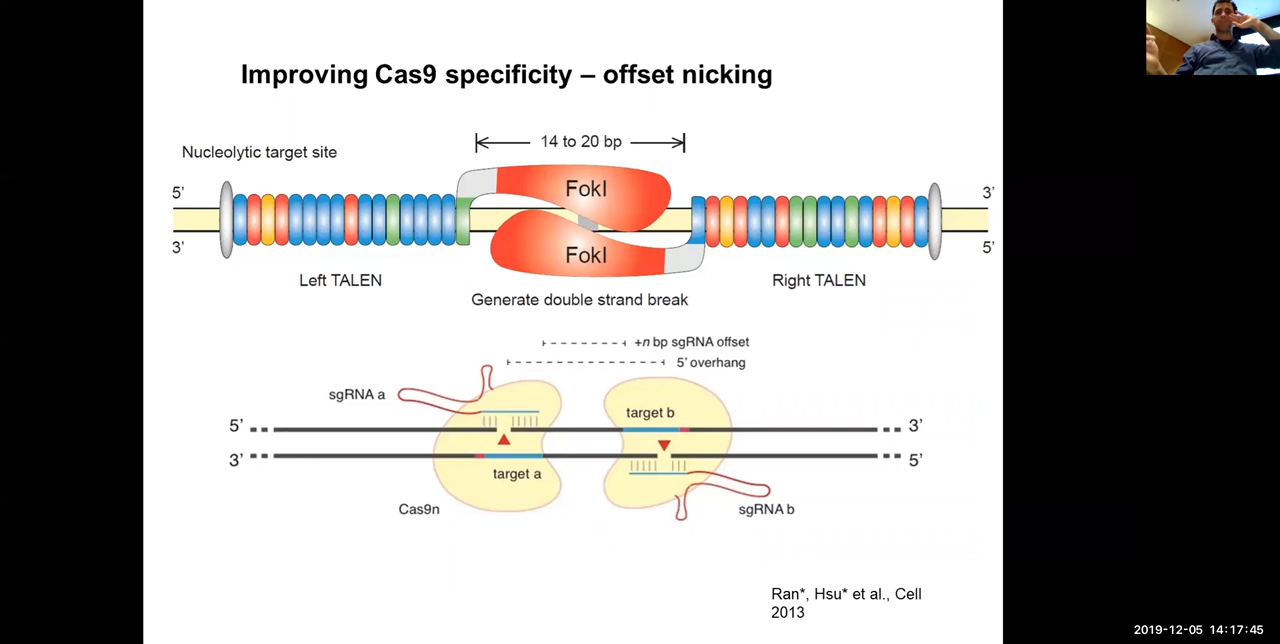 Improving Cas9 specificity – offset nicking
14 to 20 bp
Nucleolytic target site
5’
3’
FokI
3’
5’
FokI
Left TALEN
Right TALEN
Generate double strand break
+n bp sgRNA offset
5’ overhang
sgRNA a
target b
5’
3’
3’
5’
target a
Cas9n
sgRNA b
Ran*, Hsu* et al., Cell
2013
2019-12-05 14:17:45